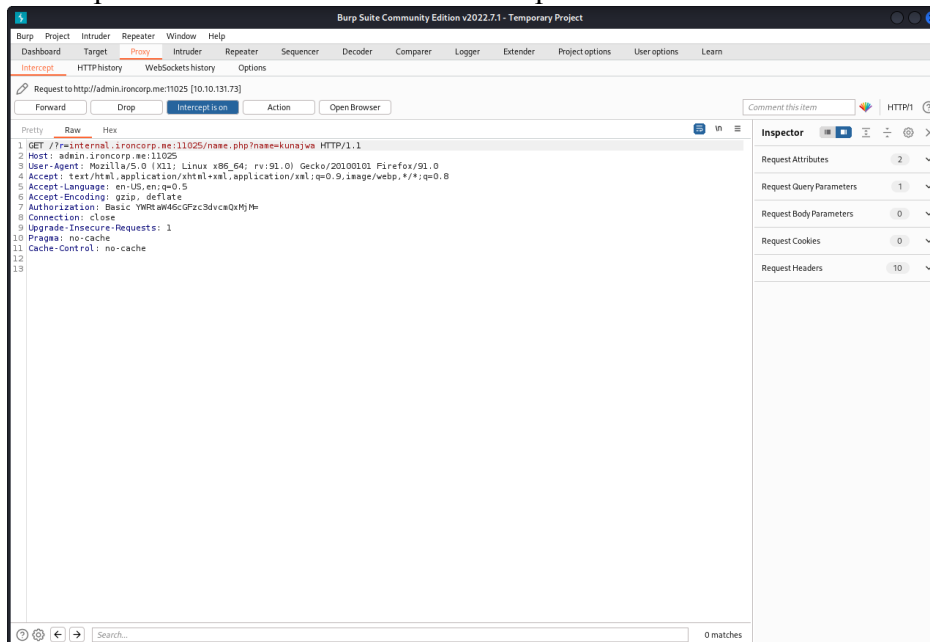 Burp Suite Community Edition v2022.7.1 - Temporary Project
Burp Project Intruder Repeater Window Help
Dashboard Target Proxy Intruder Repeater Sequencer Decoder Comparer Logger Extender Project options User options Learn
Intercept HTTP history WebSockets history Options
Request to http://admin.ironcorp.me:11025 [10.10.131.73]
Forward Drop Intercept is on Action Open Browser Comment this item HTTP/1 ?
Pretty Raw Hex \n
Inspector
1 GET /?r=internal.ironcorp.me:11025/name.php?name=kunajwa HTTP/1.1
2 Host: admin.ironcorp.me:11025
3 User-Agent: Mozilla/5.0 (X11; Linux x86_64; rv:91.0) Gecko/20100101 Firefox/91.0
4 Accept: text/html,application/xhtml+xml,application/xml;q=0.9,image/webp,*/*;q=0.8
5 Accept-Language: en-US,en;q=0.5
6 Accept-Encoding: gzip, deflate
7 Authorization: Basic YWRtaW46cGFzc3dvcmQxMjM=
8 Connection: close
9 Upgrade-Insecure-Requests: 1
10 Pragma: no-cache
11 Cache-Control: no-cache
12
13
Request Attributes 2
Request Query Parameters 1
Request Body Parameters 0
Request Cookies 0
Request Headers 10
? Search... 0 matches